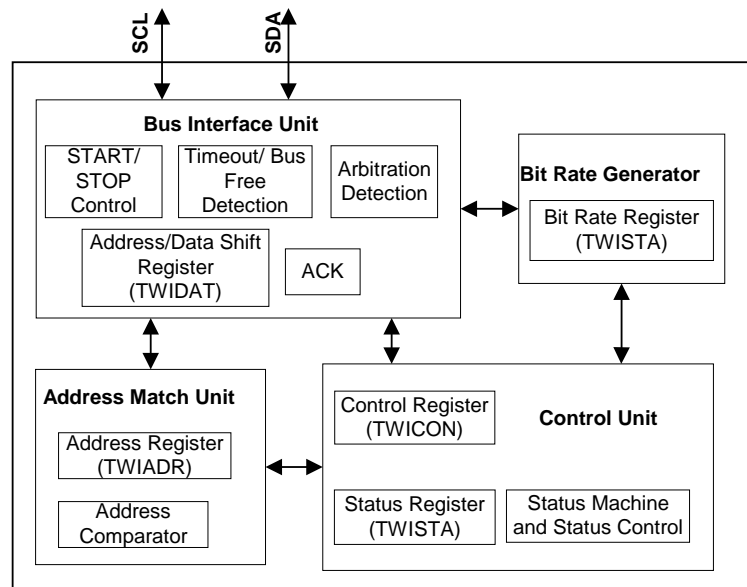 SCL
SDA
Bus Interface Unit
START/
STOP
Control
Timeout/ Bus
Free
Detection
Arbitration
Detection
Address/Data Shift
Register
(TWIDAT)
ACK
Bit Rate Generator
Bit Rate Register
(TWISTA)
Address Match Unit
Address Register
(TWIADR)
Address
Comparator
Control Unit
Control Register
(TWICON)
Status Register
(TWISTA)
Status Machine
and Status Control